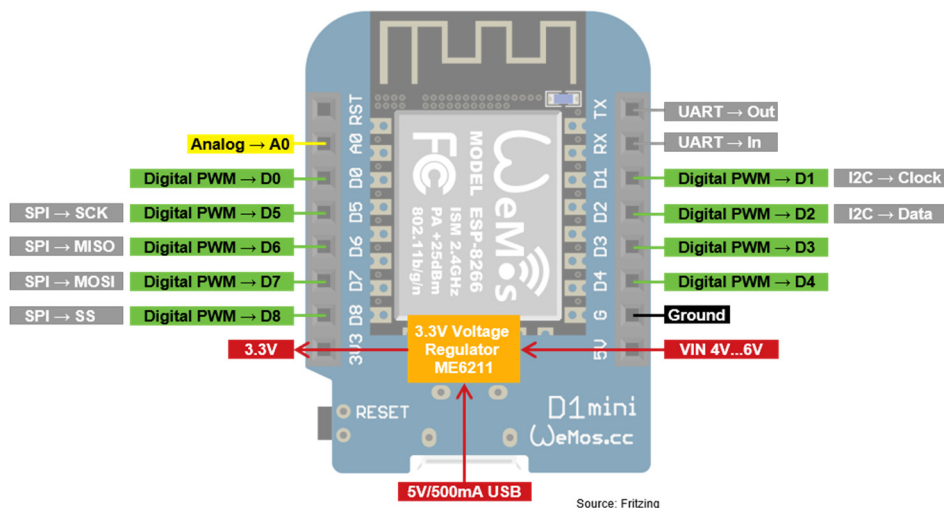 RST
TX
UART → Out
Analog → A0
A0
RX
UART → In
Digital PWM → D0
D0
D1
Digital PWM → D1
I2C → Clock
SPI → SCK
Digital PWM → D5
D5
D2
Digital PWM → D2
I2C → Data
SPI → MISO
Digital PWM → D6
D6
D3
Digital PWM → D3
SPI → MOSI
Digital PWM → D7
D7
D4
Digital PWM → D4
SPI → SS
Digital PWM → D8
D8
G
Ground
3.3V
3V3
5V
VIN 4V...6V
WeMos
MODEL ESP-8266
ISM 2.4GHz
PA +25dBm
802.11b/g/n
FC
3.3V Voltage
Regulator
ME6211
RESET
D1 mini
WeMos.cc
5V/500mA USB
Source: Fritzing